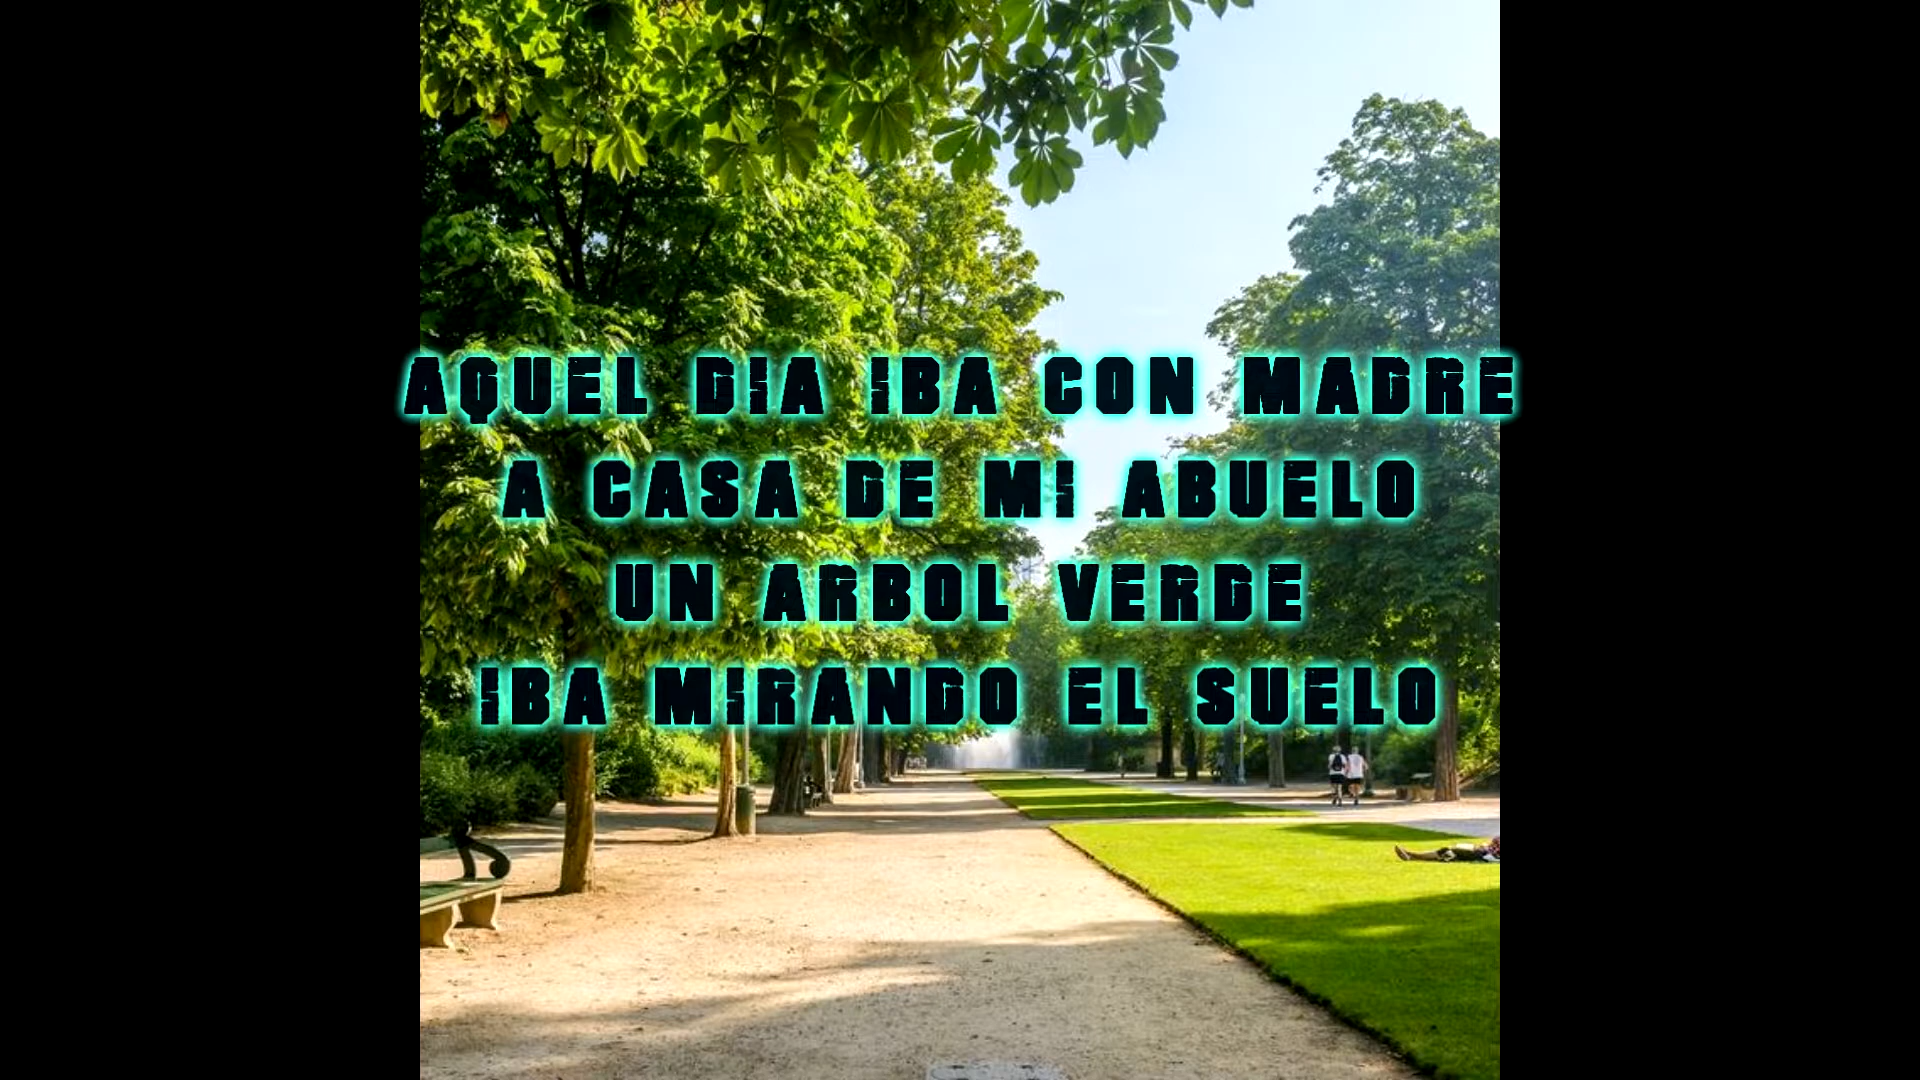 AQUEL DIA IBA CON MADRE
A CASA DE MI ABUELO
UN ARBOL VERDE
IBA MIRANDO EL SUELO